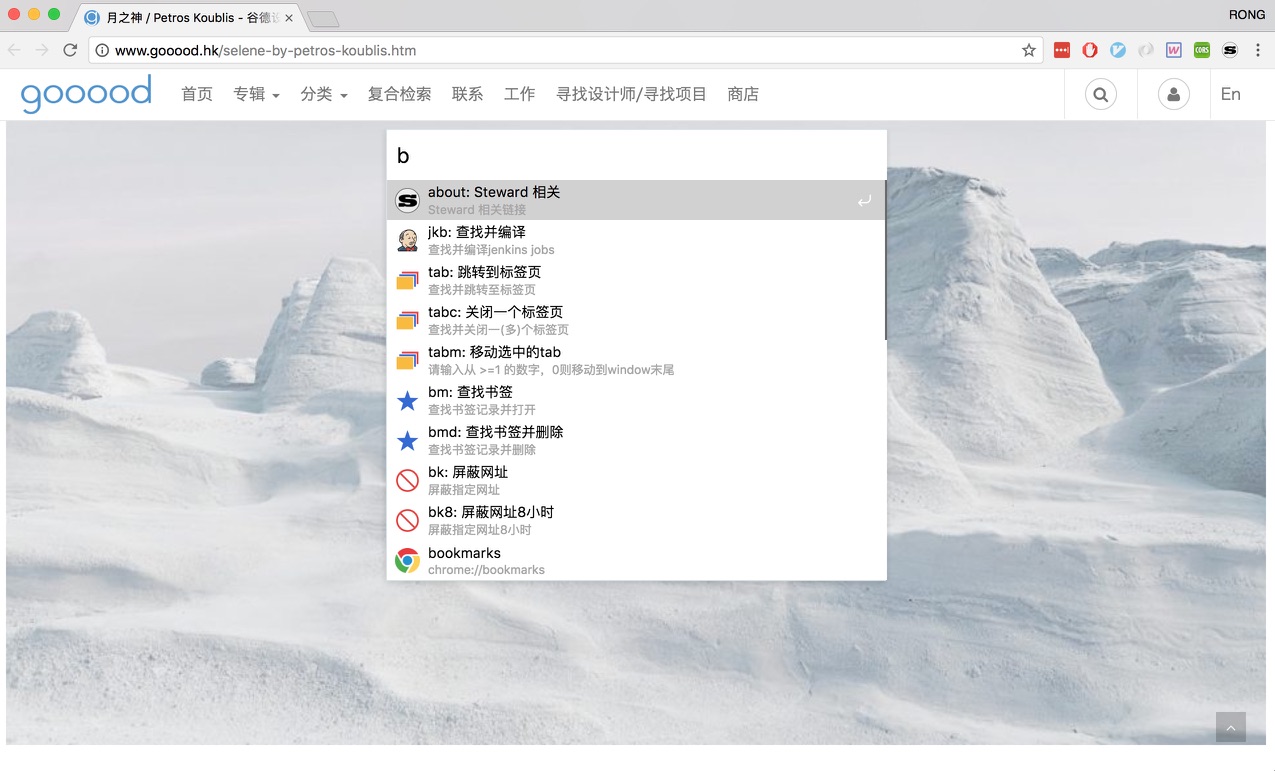 月之神 / Petros Koublis - 谷德
RONG
www.gooood.hk/selene-by-petros-koublis.htm
CORS
gooood
首页 专辑 分类 复合检索 联系 工作 寻找设计师/寻找项目 商店 En
b
about: Steward 相关
Steward 相关链接
jkb: 查找并编译
查找并编译jenkins jobs
tab: 跳转到标签页
查找并跳转至标签页
tabc: 关闭一个标签页
查找并关闭一(多)个标签页
tabm: 移动选中的tab
请输入从 >=1 的数字，0则移动到window末尾
bm: 查找书签
查找书签记录并打开
bmd: 查找书签并删除
查找书签记录并删除
bk: 屏蔽网址
屏蔽指定网址
bk8: 屏蔽网址8小时
屏蔽指定网址8小时
bookmarks
chrome://bookmarks